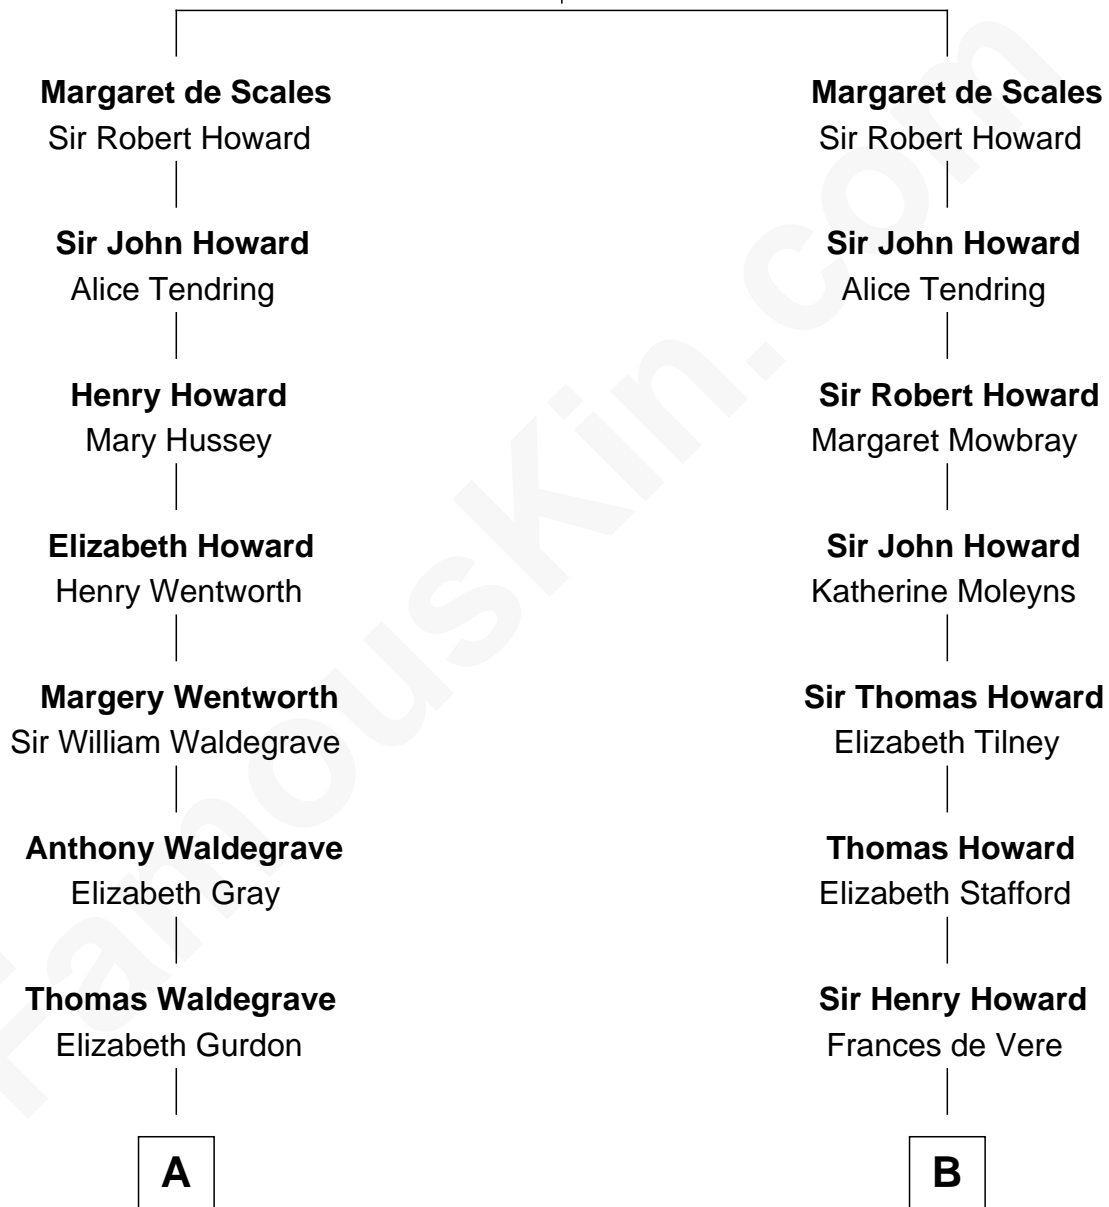 Margaret de Scales
Sir Robert Howard
Sir John Howard
Alice Tendring
Henry Howard
Mary Hussey
Elizabeth Howard
Henry Wentworth
Margery Wentworth
Sir William Waldegrave
Anthony Waldegrave
Elizabeth Gray
Thomas Waldegrave
Elizabeth Gurdon
A
Margaret de Scales
Sir Robert Howard
Sir John Howard
Alice Tendring
Sir Robert Howard
Margaret Mowbray
Sir John Howard
Katherine Moleyns
Sir Thomas Howard
Elizabeth Tilney
Thomas Howard
Elizabeth Stafford
Sir Henry Howard
Frances de Vere
B
FamousKin.com